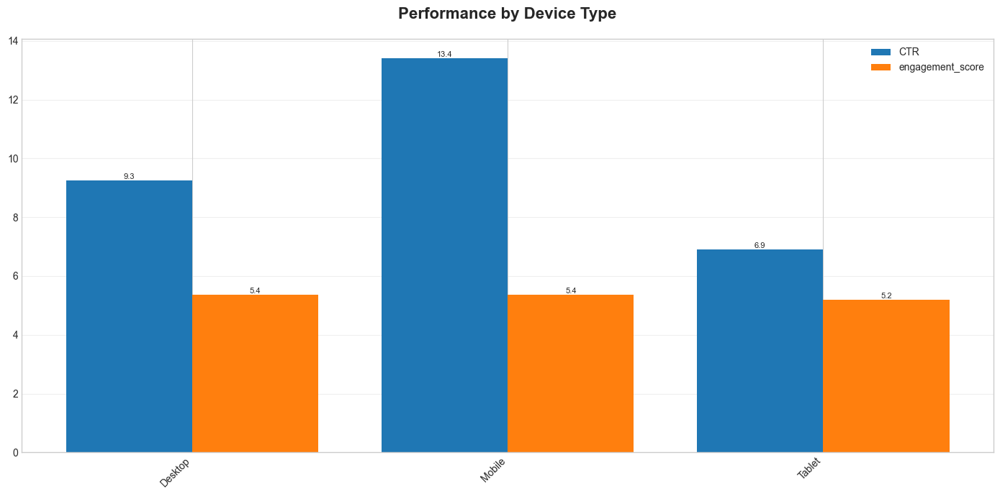 Performance by Device Type
CTR
engagement_score
14
12
10
8
6
4
2
0
9.3
5.4
13.4
5.4
6.9
5.2
Desktop
Mobile
Tablet